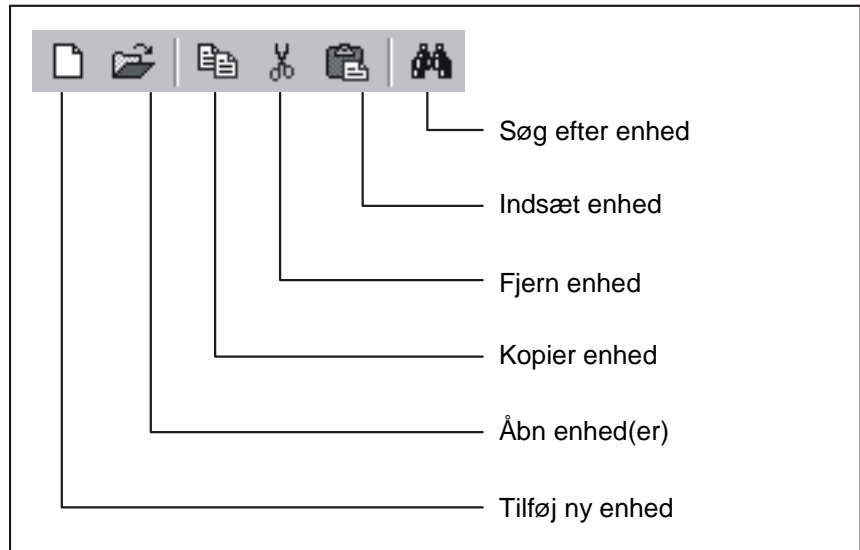 Søg efter enhed
Indsæt enhed
Fjern enhed
Kopier enhed
Åbn enhed(er)
Tilføj ny enhed